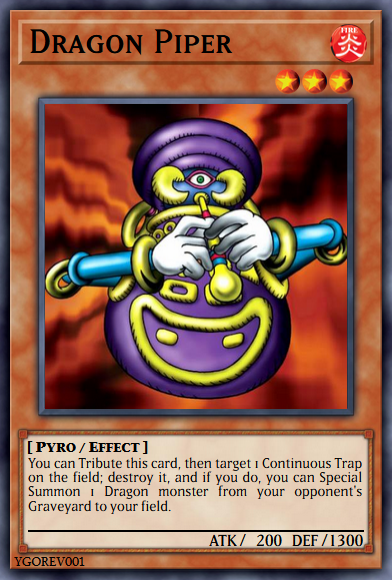 DRAGON PIPER
FIRE
炎
[ PYRO / EFFECT ]
You can Tribute this card, then target 1 Continuous Trap
on the field; destroy it, and if you do, you can Special
Summon 1 Dragon monster from your opponent's
Graveyard to your field.
ATK / 200 DEF /1300
YGOREV001